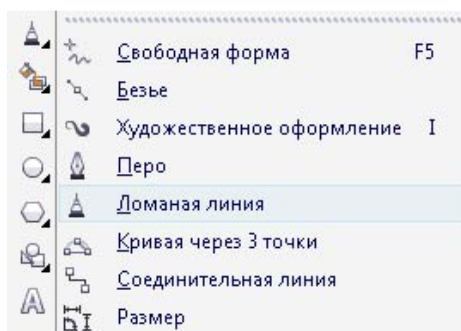 Свободная форма F5
Безье
Художественное оформление I
Перо
Ломаная линия
Кривая через 3 точки
Соединительная линия
Размер